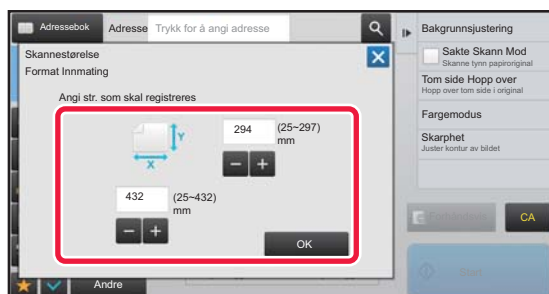 Adressebok
Adresse
Trykk for å angi adresse
Skannestørelse
Format Innmating
Angi str. som skal registreres
Y
X
294
(25~297)
mm
432
(25~432)
mm
OK
Andre
Bakgrunnsjustering
Sakte Skann Mod
Skanne tynn papiroriginal
Tom side Hopp over
Hopp over tom side i original
Fargemodus
Skarphet
Juster kontur av bildet
CA
Start